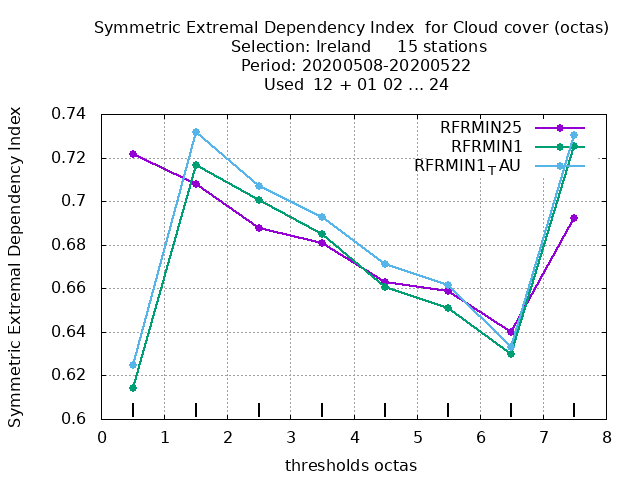 Symmetric Extremal Dependency Index  for Cloud cover (octas)
Selection: Ireland     15 stations
Period: 20200508-20200522
Used  12 + 01 02 ... 24
Symmetric Extremal Dependency Index
0.74
0.72
0.7
0.68
0.66
0.64
0.62
0.6
RFRMIN25
RFRMIN1
RFRMIN1TAU
0 1 2 3 4 5 6 7 8
thresholds octas